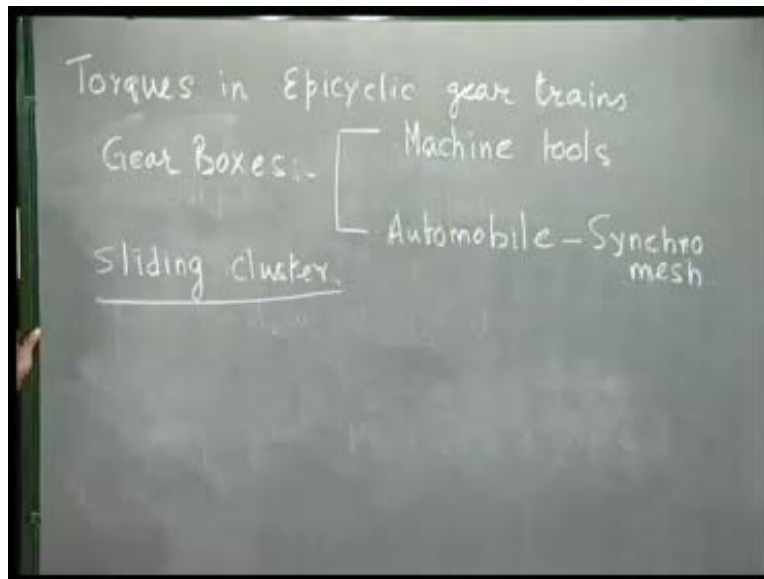 Torques in Epicyclic gear trains
Gear Boxes:-
Machine tools
Automobile - Synchro
mesh
Sliding cluster.